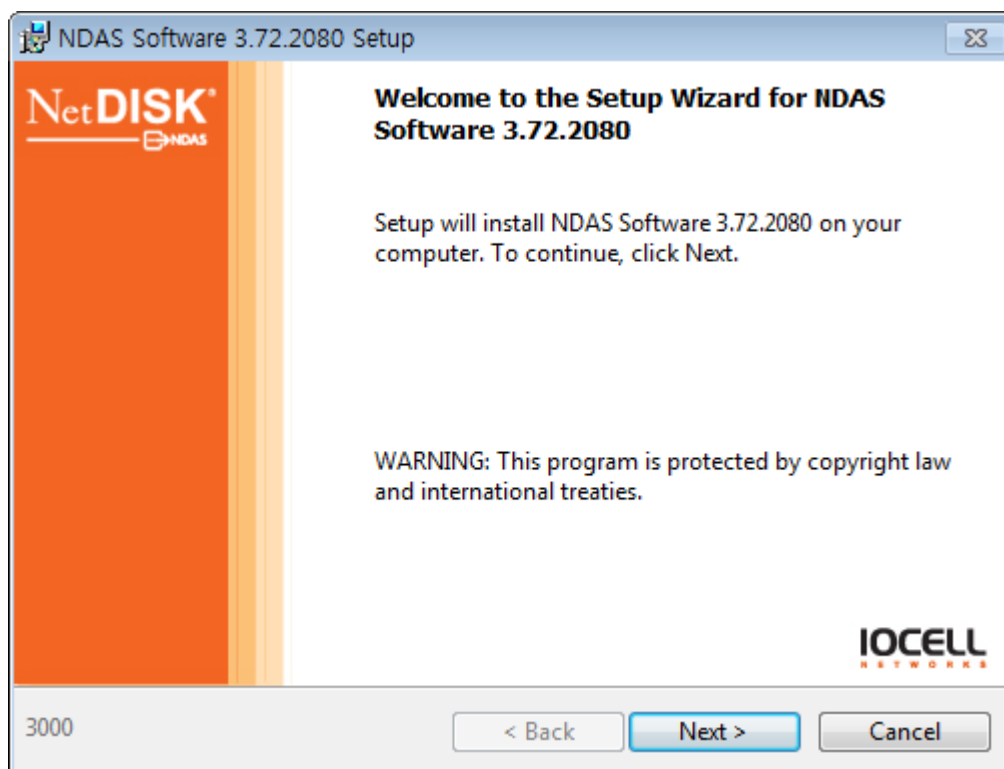 NDAS Software 3.72.2080 Setup
NetDISK®
NDAS
Welcome to the Setup Wizard for NDAS
Software 3.72.2080
Setup will install NDAS Software 3.72.2080 on your
computer. To continue, click Next.
WARNING: This program is protected by copyright law
and international treaties.
IOCELL
NETWORKS
3000
< Back
Next >
Cancel